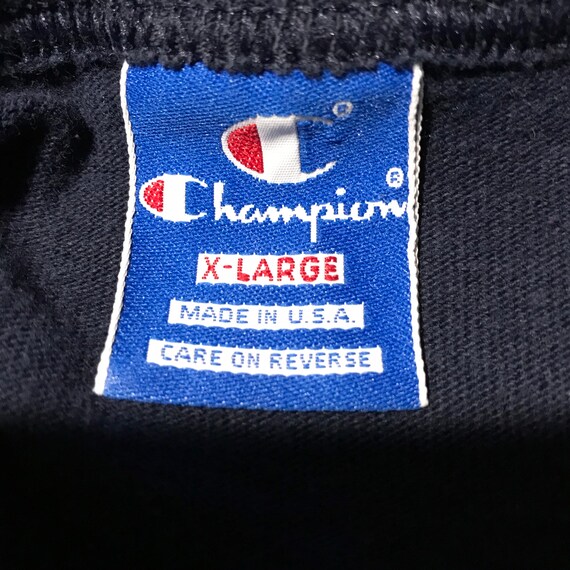 ®
Champion®
X-LARGE
MADE IN U.S.A.
CARE ON REVERSE